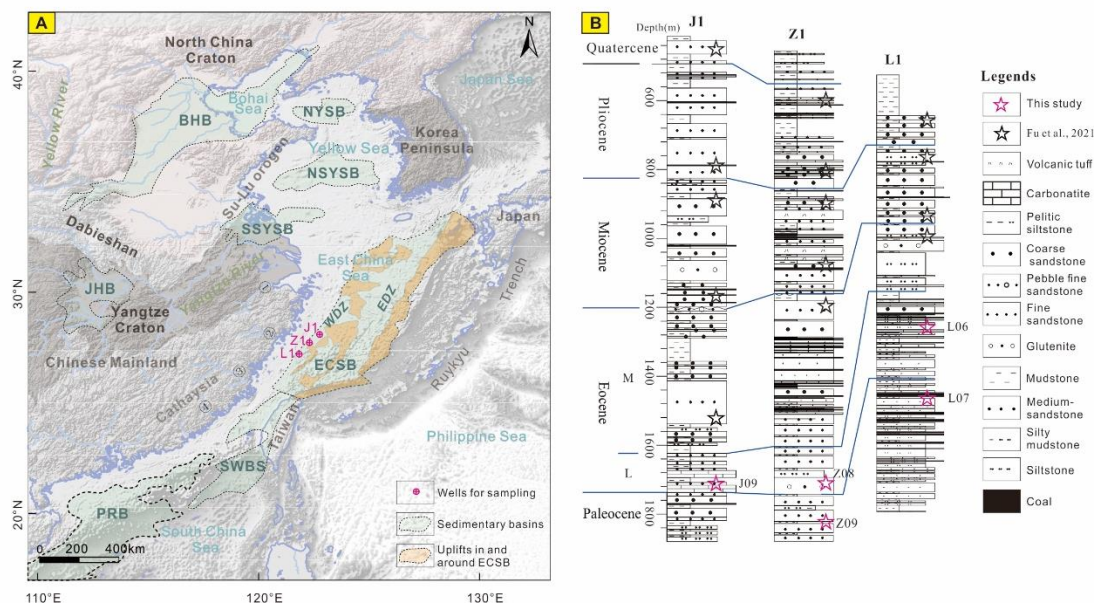 A
North China
Craton
N
40°N
Japan Sea
Bohai
Sea
BHB
NYSB
Yellow River
Yellow Sea
Korea
Peninsula
NSYSB
Su-Lu orogen
SSYSB
Dabieshan
Japan
East China
Sea
30°N
JHB
Yangtze River
Yangtze
Craton
①
WDZ
EDZ
Trench
②
J1
Z1
L1
Chinese Mainland
ECSB
Ruykyu
③
Cathaysia
④
Taiwan
Philippine Sea
SWBS
20°N
PRB
South China
Sea
0 200 400km
Wells for sampling
Sedimentary basins
Uplifts in and
around ECSB
110°E
120°E
130°E
B
Depth(m)
J1
Z1
L1
Quatercene
Pliocene
Miocene
Eocene
M
L
Paleocene
600
800
1000
1200
1400
1600
1800
J09
Z08
Z09
L06
L07
Legends
This study
Fu et al., 2021
Volcanic tuff
Carbonatite
Pelitic
siltstone
Coarse
sandstone
Pebble fine
sandstone
Fine
sandstone
Glutenite
Mudstone
Medium-
sandstone
Silty
mudstone
Siltstone
Coal